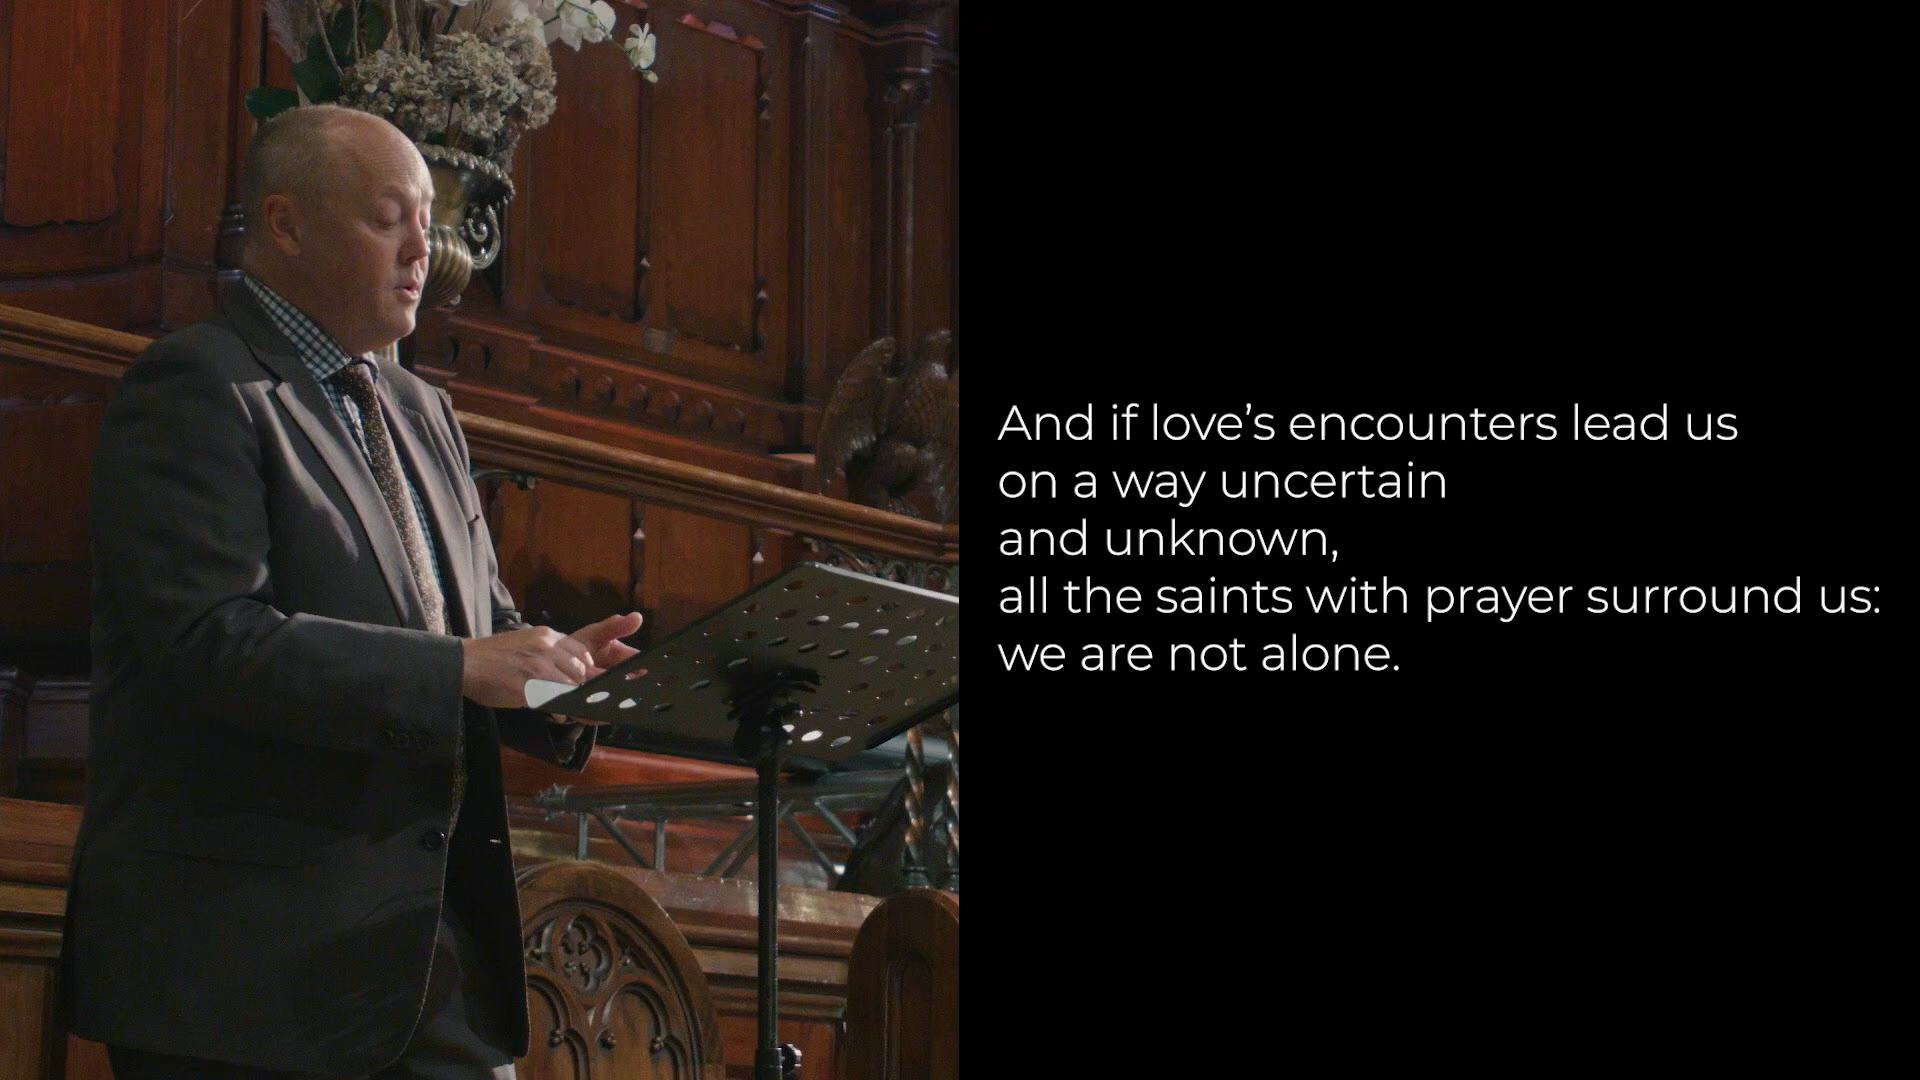 And if love’s encounters lead us
on a way uncertain
and unknown,
all the saints with prayer surround us:
we are not alone.